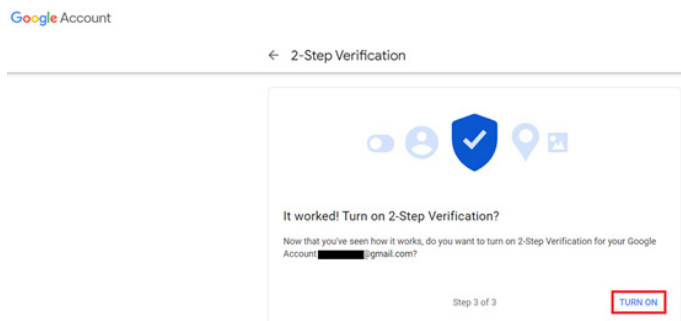 Google Account
← 2-Step Verification
It worked! Turn on 2-Step Verification?
Now that you've seen how it works, do you want to turn on 2-Step Verification for your Google
Account @gmail.com?
Step 3 of 3
TURN ON